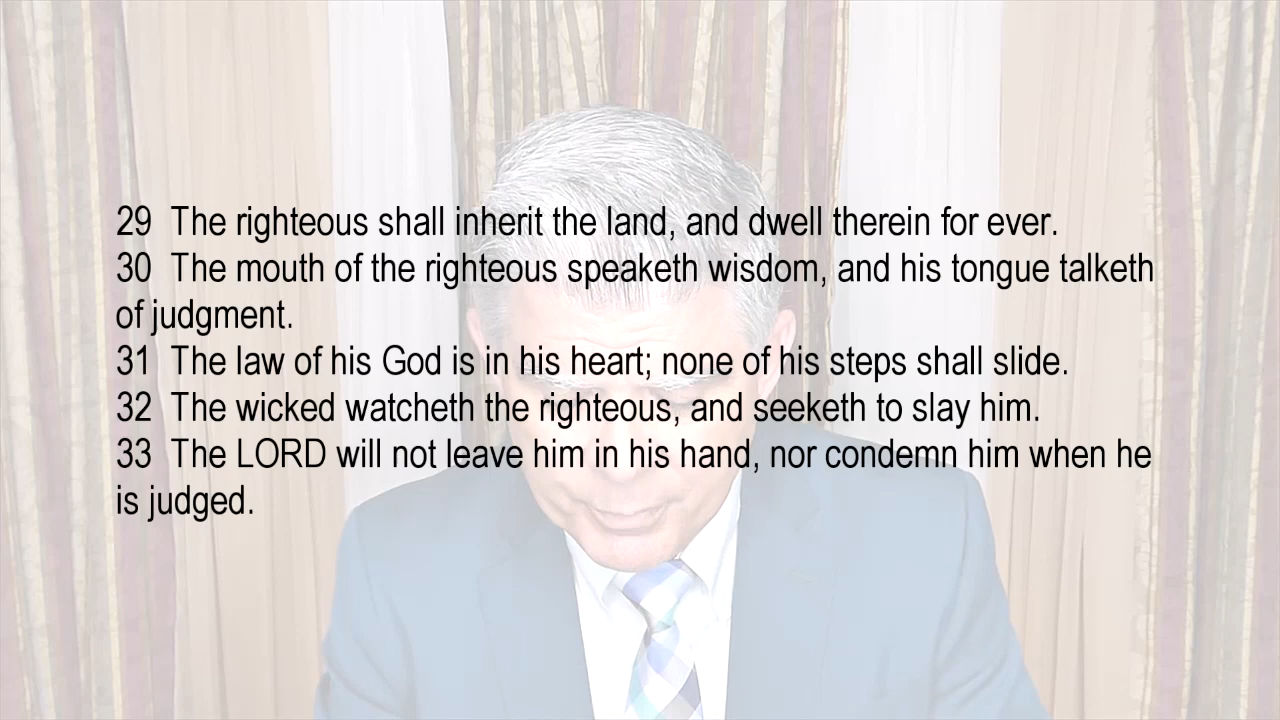 29 The righteous shall inherit the land, and dwell therein for ever.
30 The mouth of the righteous speaketh wisdom, and his tongue talketh
of judgment.
31 The law of his God is in his heart; none of his steps shall slide.
32 The wicked watcheth the righteous, and seeketh to slay him.
33 The LORD will not leave him in his hand, nor condemn him when he
is judged.